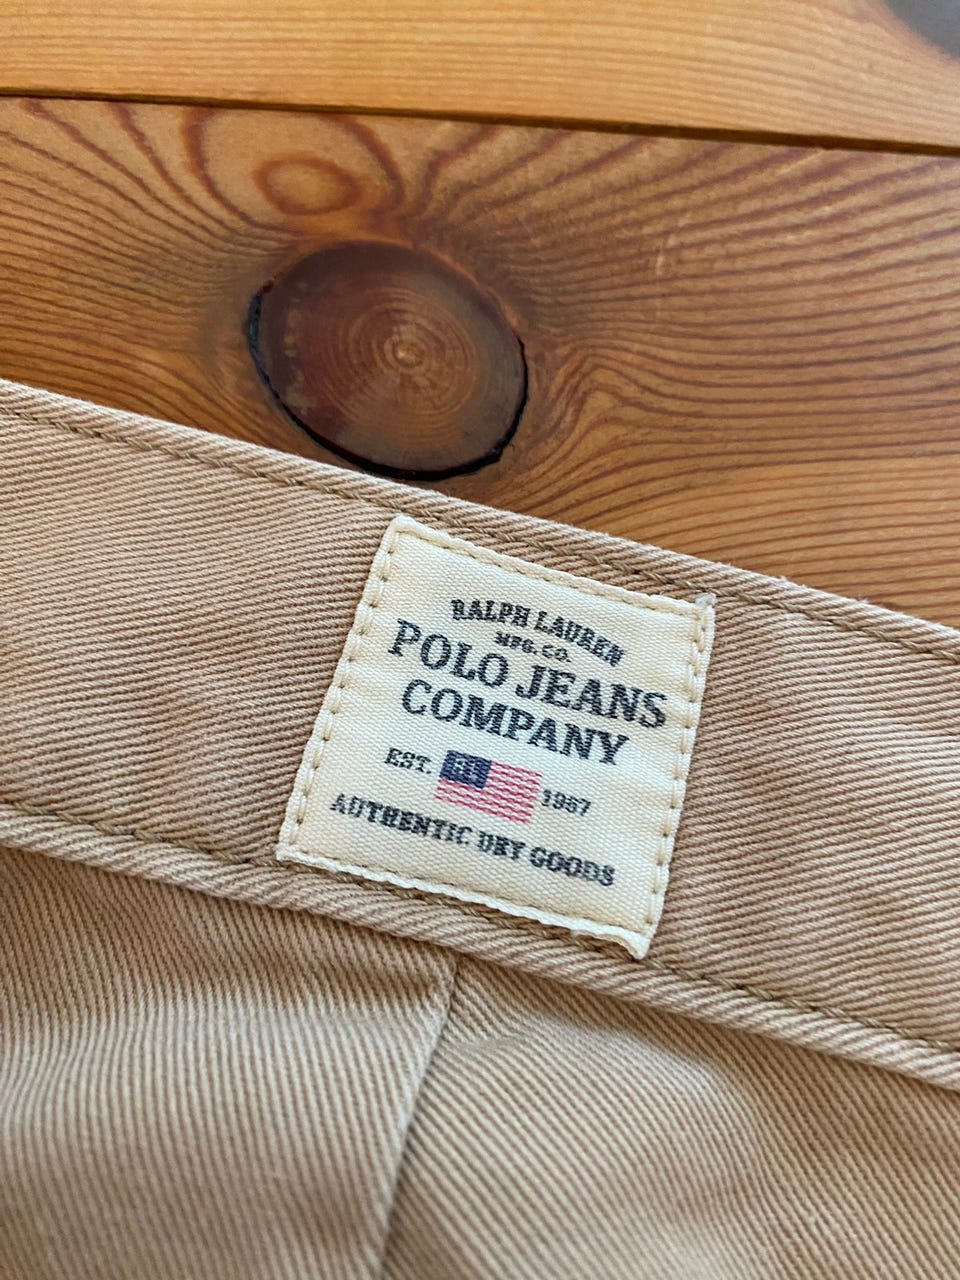 RALPH LAUREN
MFG. CO.
POLO JEANS
COMPANY
EST. 1967
AUTHENTIC DRY GOODS